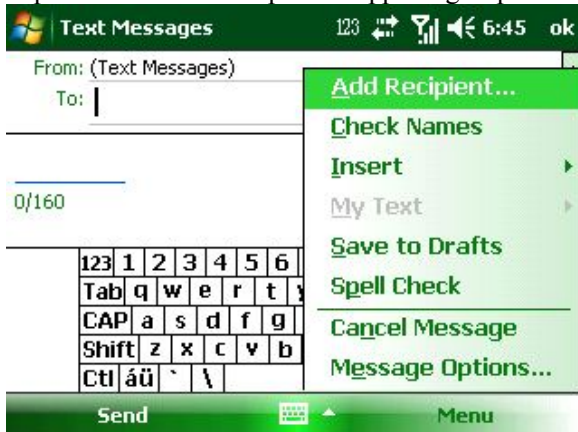 Text Messages 123 6:45 ok
From: (Text Messages)
To:
Add Recipient...
Check Names
Insert
My Text
Save to Drafts
Spell Check
Cancel Message
Message Options...
0/160
123 1 2 3 4 5 6
Tab q w e r t
CAP a s d f g
Shift z x c v b
Ctl áü ` \
Send Menu